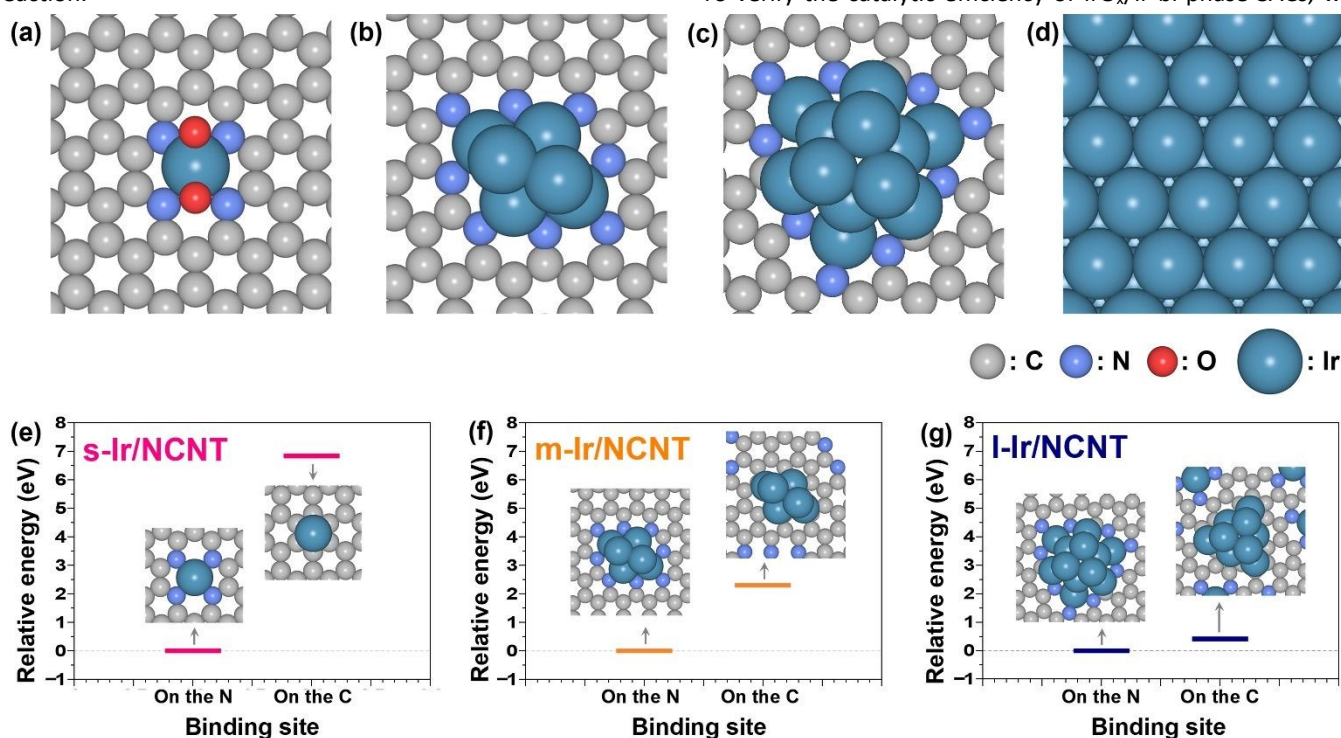 eaction.
(a)
(b)
(c)
(d)
: C : N : O : Ir
(e)
s-Ir/NCNT
Relative energy (eV)
8
7
6
5
4
3
2
1
0
–1
On the N On the C
Binding site
(f)
m-Ir/NCNT
Relative energy (eV)
8
7
6
5
4
3
2
1
0
–1
On the N On the C
Binding site
(g)
l-Ir/NCNT
Relative energy (eV)
8
7
6
5
4
3
2
1
0
–1
On the N On the C
Binding site